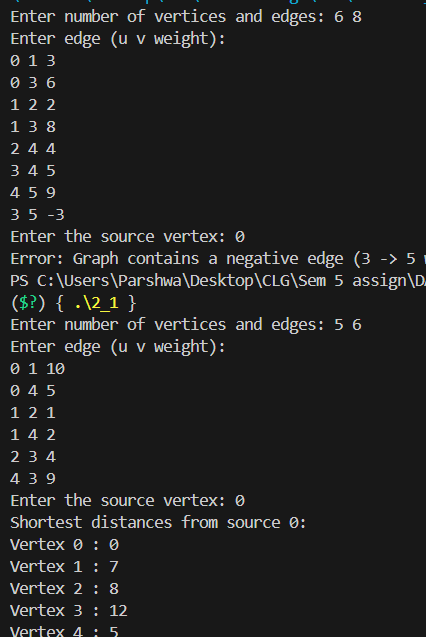 Enter number of vertices and edges: 6 8
Enter edge (u v weight):
0 1 3
0 3 6
1 2 2
1 3 8
2 4 4
3 4 5
4 5 9
3 5 -3
Enter the source vertex: 0
Error: Graph contains a negative edge (3 -> 5
PS C:\Users\Parshwa\Desktop\CLG\Sem 5 assign\D
($?) { .\2_1 }
Enter number of vertices and edges: 5 6
Enter edge (u v weight):
0 1 10
0 4 5
1 2 1
1 4 2
2 3 4
4 3 9
Enter the source vertex: 0
Shortest distances from source 0:
Vertex 0 : 0
Vertex 1 : 7
Vertex 2 : 8
Vertex 3 : 12
Vertex 4 : 5